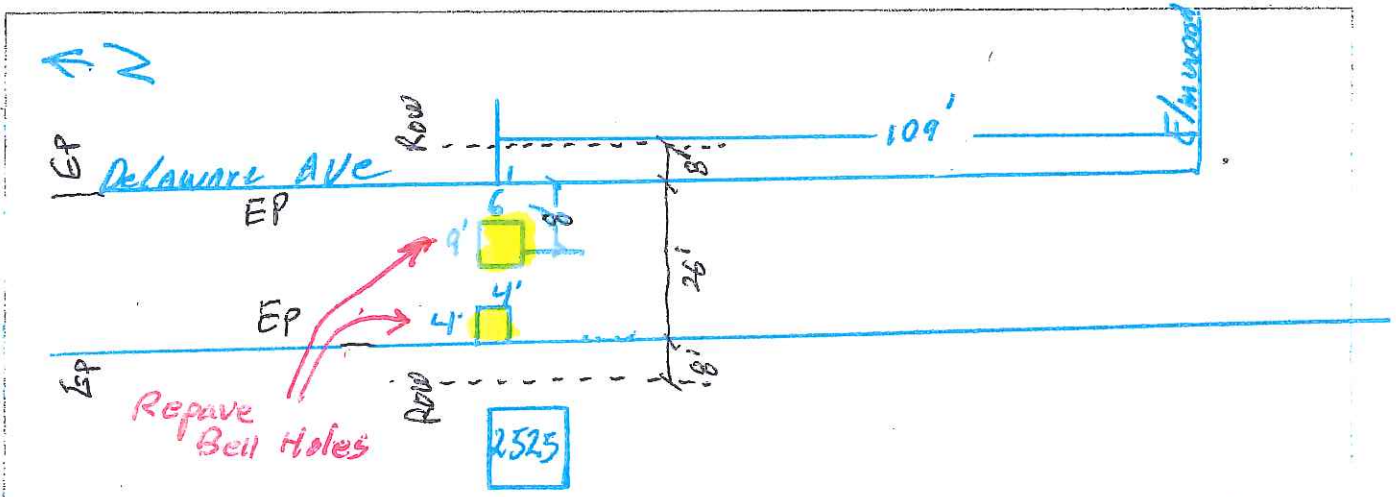 N
Elmwood
ROW
109'
EP
Delaware Ave
8'
EP
6'
8'
9'
26'
4'
EP
4'
8'
EP
ROW
Repave
Bell Holes
2525